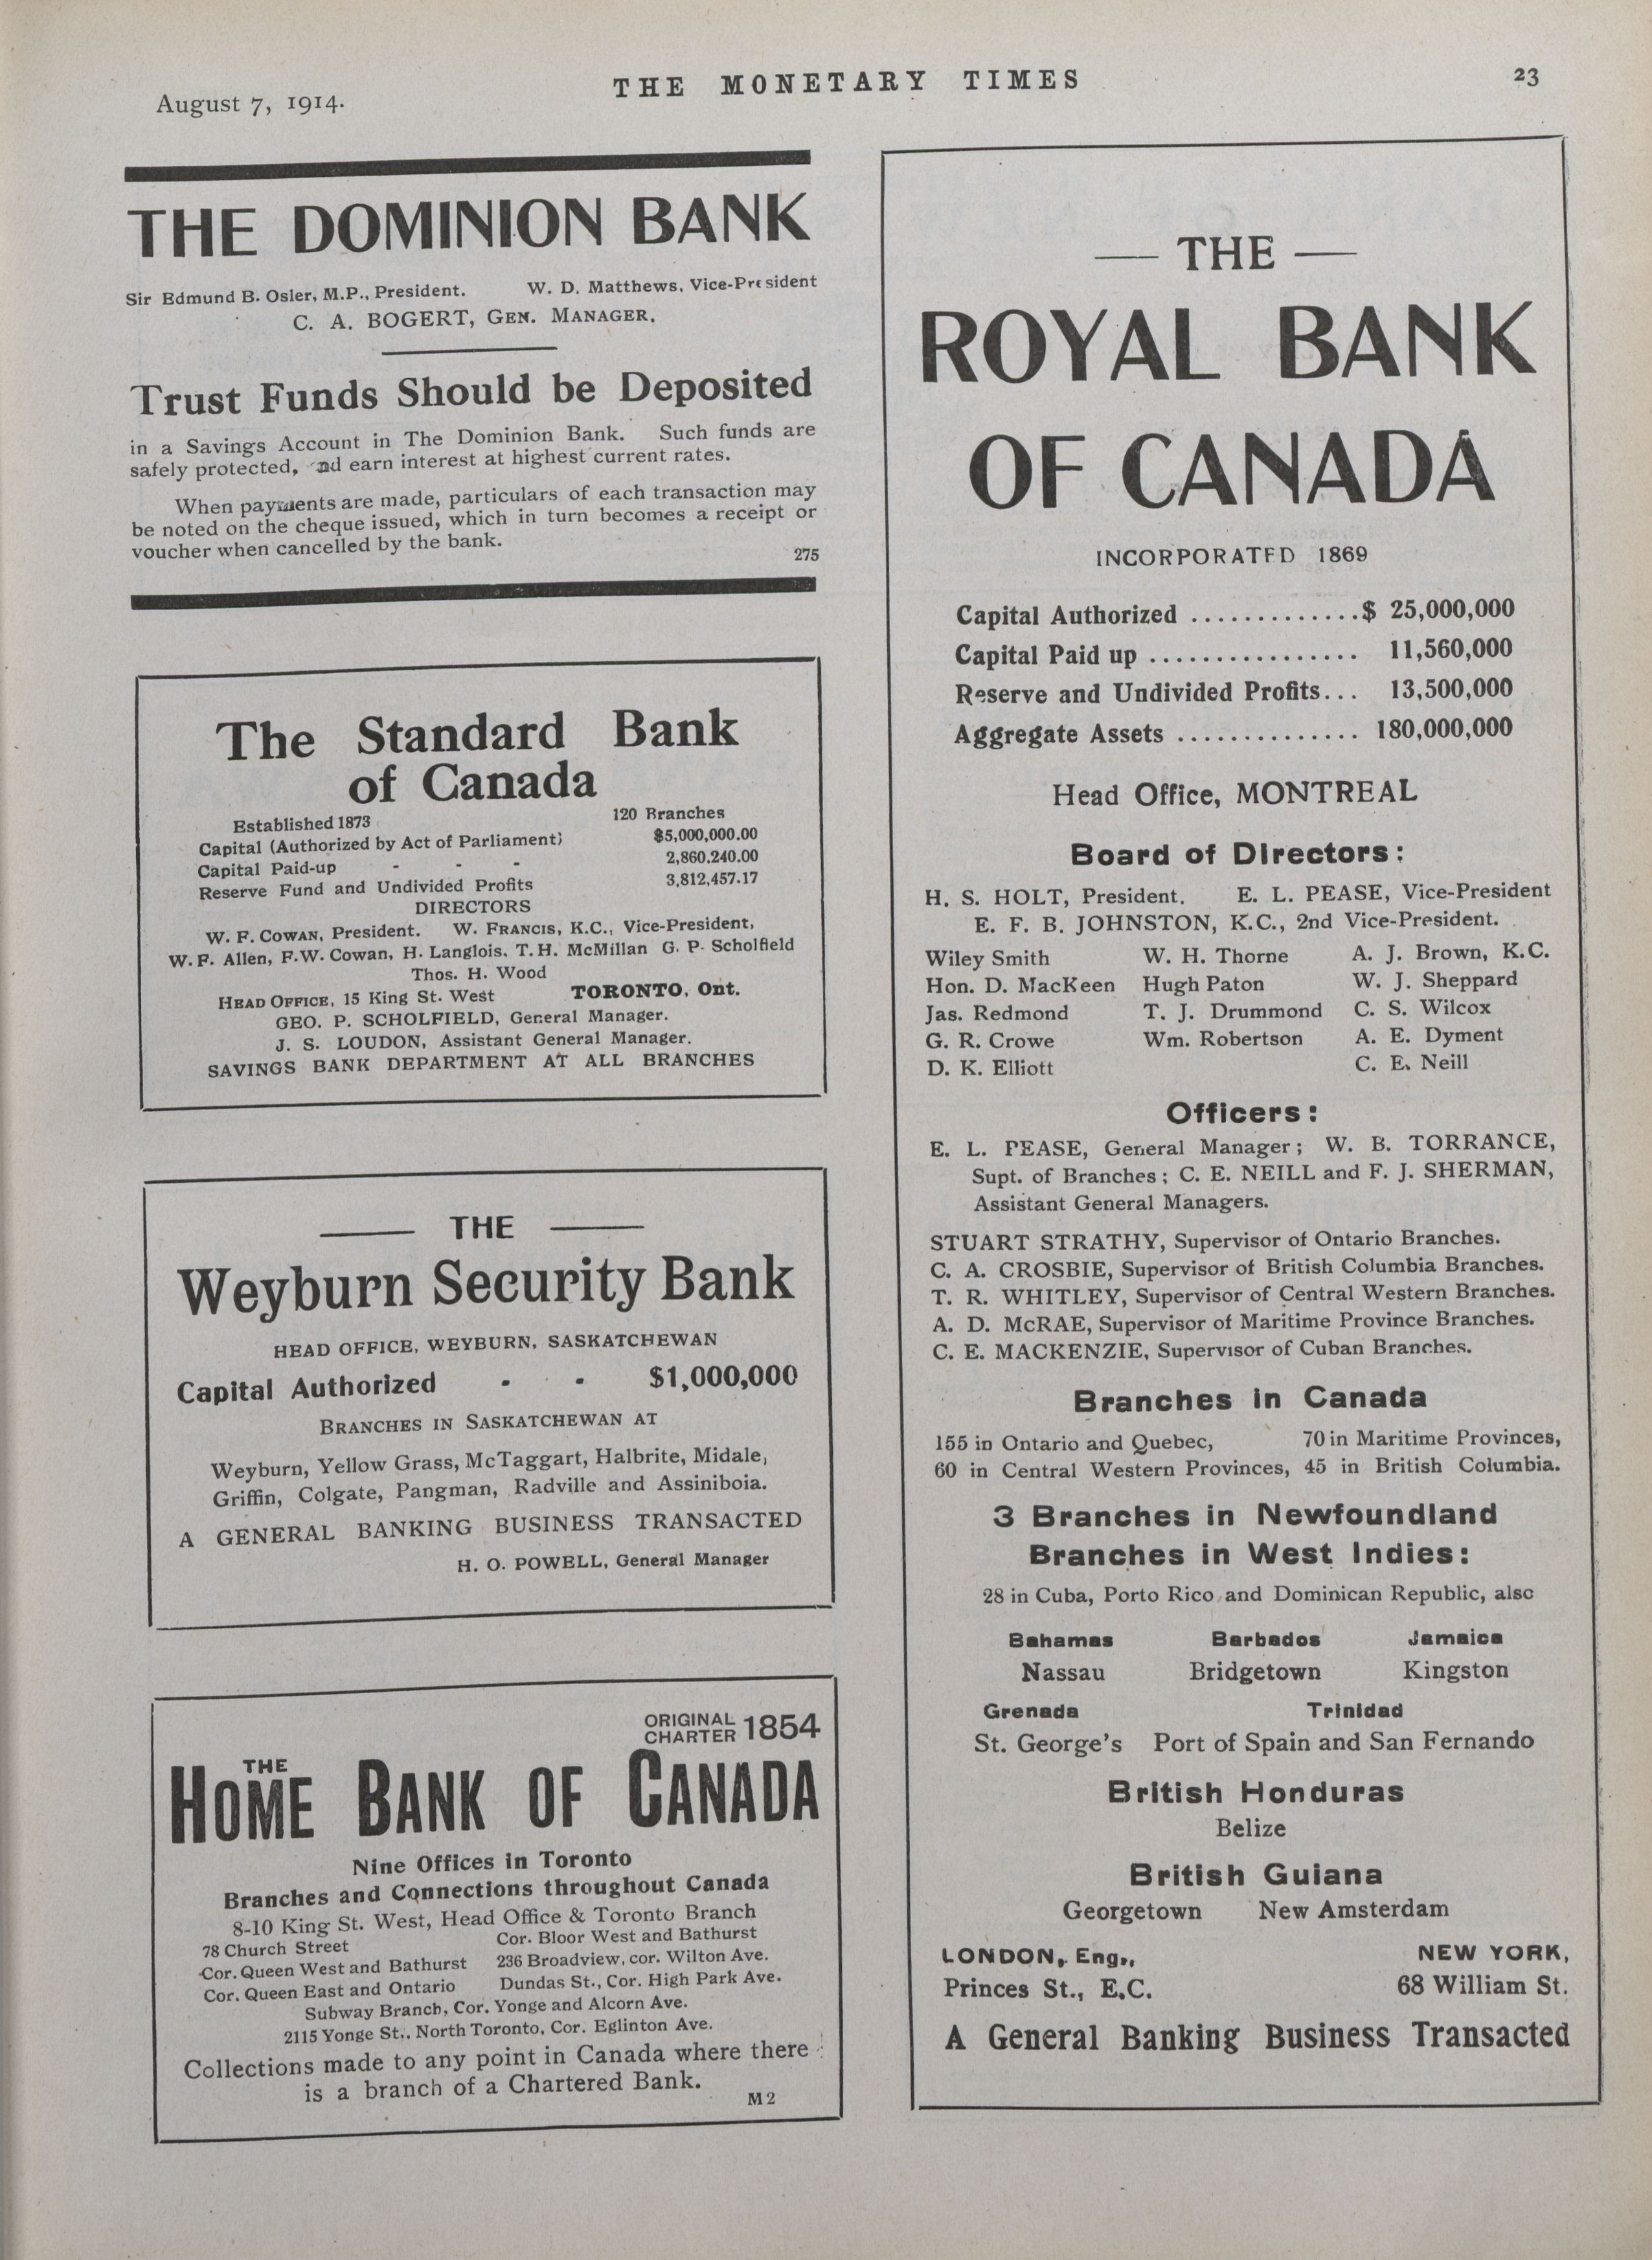 August 7, 1914.
THE MONETARY TIMES
23
THE DOMINION BANK
Sir Edmund B. Osler, M.P., President. W. D. Matthews, Vice-President
C. A. BOGERT, GEN. MANAGER.
Trust Funds Should be Deposited
in a Savings Account in The Dominion Bank. Such funds are
safely protected, and earn interest at highest current rates.
When payments are made, particulars of each transaction may
be noted on the cheque issued, which in turn becomes a receipt or
voucher when cancelled by the bank.
275
The Standard Bank
of Canada
Established 1873 120 Branches
Capital (Authorized by Act of Parliament) $5,000,000.00
Capital Paid-up - - - 2,860,240.00
Reserve Fund and Undivided Profits 3,812,457.17
DIRECTORS
W. F. COWAN, President. W. FRANCIS, K.C., Vice-President,
W. F. Allen, F.W. Cowan, H. Langlois, T. H. McMillan G. P. Scholfield
Thos. H. Wood
HEAD OFFICE, 15 King St. West TORONTO, Ont.
GEO. P. SCHOLFIELD, General Manager.
J. S. LOUDON, Assistant General Manager.
SAVINGS BANK DEPARTMENT AT ALL BRANCHES
THE
Weyburn Security Bank
HEAD OFFICE, WEYBURN, SASKATCHEWAN
Capital Authorized - - $1,000,000
BRANCHES IN SASKATCHEWAN AT
Weyburn, Yellow Grass, McTaggart, Halbrite, Midale,
Griffin, Colgate, Pangman, Radville and Assiniboia.
A GENERAL BANKING BUSINESS TRANSACTED
H. O. POWELL, General Manager
ORIGINAL CHARTER 1854
THE
HOME BANK OF CANADA
Nine Offices in Toronto
Branches and Connections throughout Canada
8-10 King St. West, Head Office & Toronto Branch
78 Church Street Cor. Bloor West and Bathurst
Cor. Queen West and Bathurst 236 Broadview, cor. Wilton Ave.
Cor. Queen East and Ontario Dundas St., Cor. High Park Ave.
Subway Branch, Cor. Yonge and Alcorn Ave.
2115 Yonge St., North Toronto, Cor. Eglinton Ave.
Collections made to any point in Canada where there
is a branch of a Chartered Bank.
M 2
— THE —
ROYAL BANK
OF CANADA
INCORPORATED 1869
Capital Authorized .............$ 25,000,000
Capital Paid up ................ 11,560,000
Reserve and Undivided Profits... 13,500,000
Aggregate Assets .............. 180,000,000
Head Office, MONTREAL
Board of Directors:
H. S. HOLT, President. E. L. PEASE, Vice-President
E. F. B. JOHNSTON, K.C., 2nd Vice-President.
Wiley Smith W. H. Thorne A. J. Brown, K.C.
Hon. D. MacKeen Hugh Paton W. J. Sheppard
Jas. Redmond T. J. Drummond C. S. Wilcox
G. R. Crowe Wm. Robertson A. E. Dyment
D. K. Elliott C. E. Neill
Officers:
E. L. PEASE, General Manager; W. B. TORRANCE,
Supt. of Branches; C. E. NEILL and F. J. SHERMAN,
Assistant General Managers.
STUART STRATHY, Supervisor of Ontario Branches.
C. A. CROSBIE, Supervisor of British Columbia Branches.
T. R. WHITLEY, Supervisor of Central Western Branches.
A. D. McRAE, Supervisor of Maritime Province Branches.
C. E. MACKENZIE, Supervisor of Cuban Branches.
Branches in Canada
155 in Ontario and Quebec, 70 in Maritime Provinces,
60 in Central Western Provinces, 45 in British Columbia.
3 Branches in Newfoundland
Branches in West Indies:
28 in Cuba, Porto Rico and Dominican Republic, also
Bahamas Barbados Jamaica
Nassau Bridgetown Kingston
Grenada Trinidad
St. George's Port of Spain and San Fernando
British Honduras
Belize
British Guiana
Georgetown New Amsterdam
LONDON, Eng., NEW YORK,
Princes St., E.C. 68 William St.
A General Banking Business Transacted